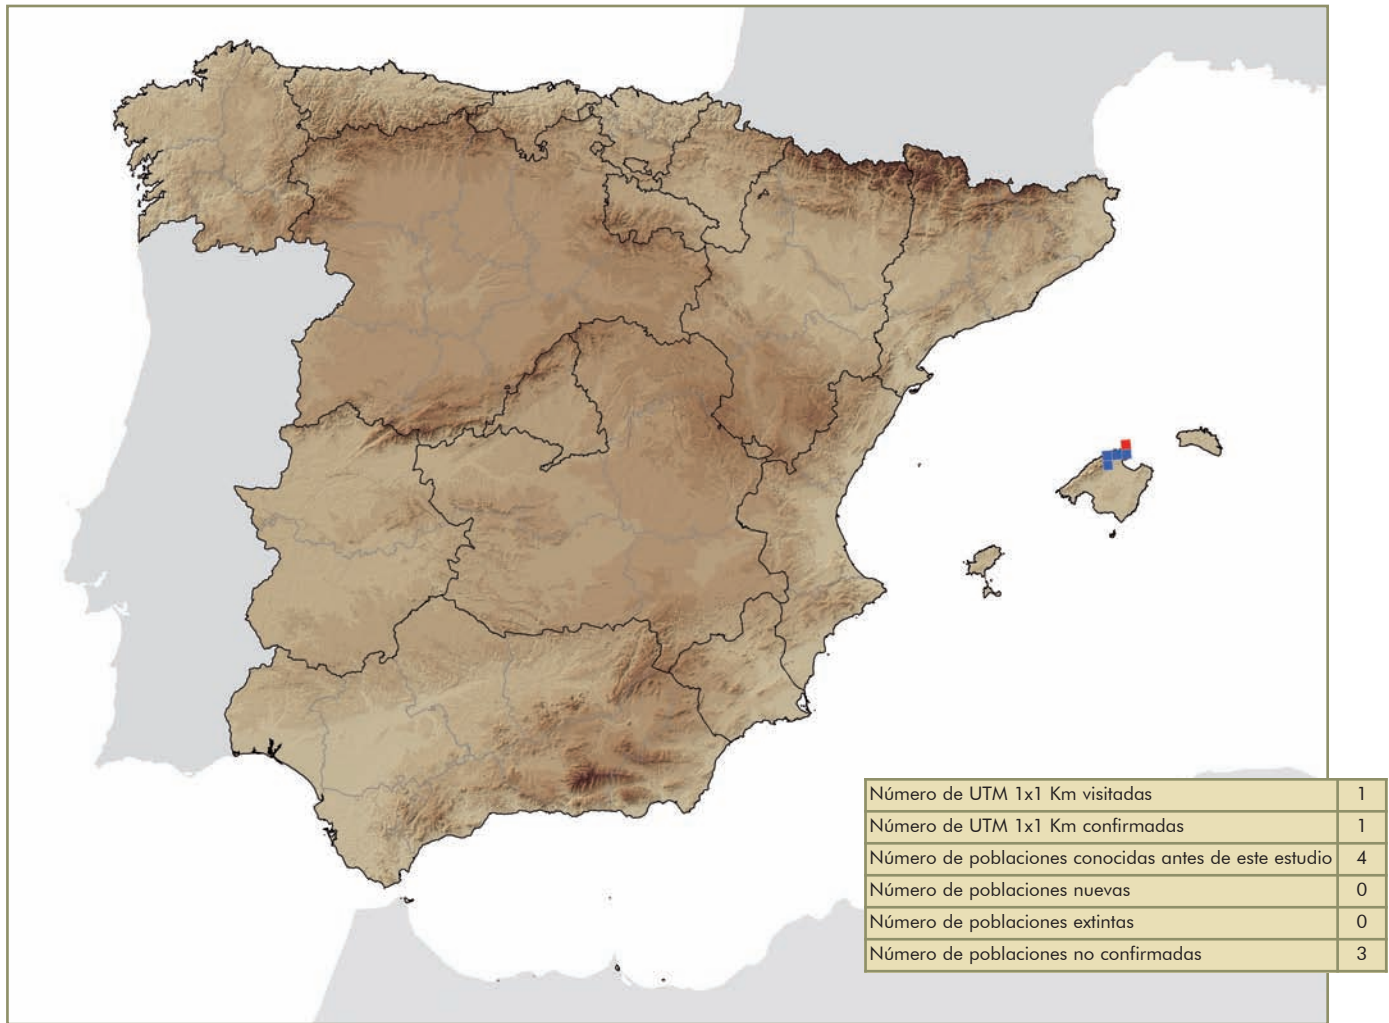 Número de UTM 1x1 Km visitadas 1
Número de UTM 1x1 Km confirmadas 1
Número de poblaciones conocidas antes de este estudio 4
Número de poblaciones nuevas 0
Número de poblaciones extintas 0
Número de poblaciones no confirmadas 3